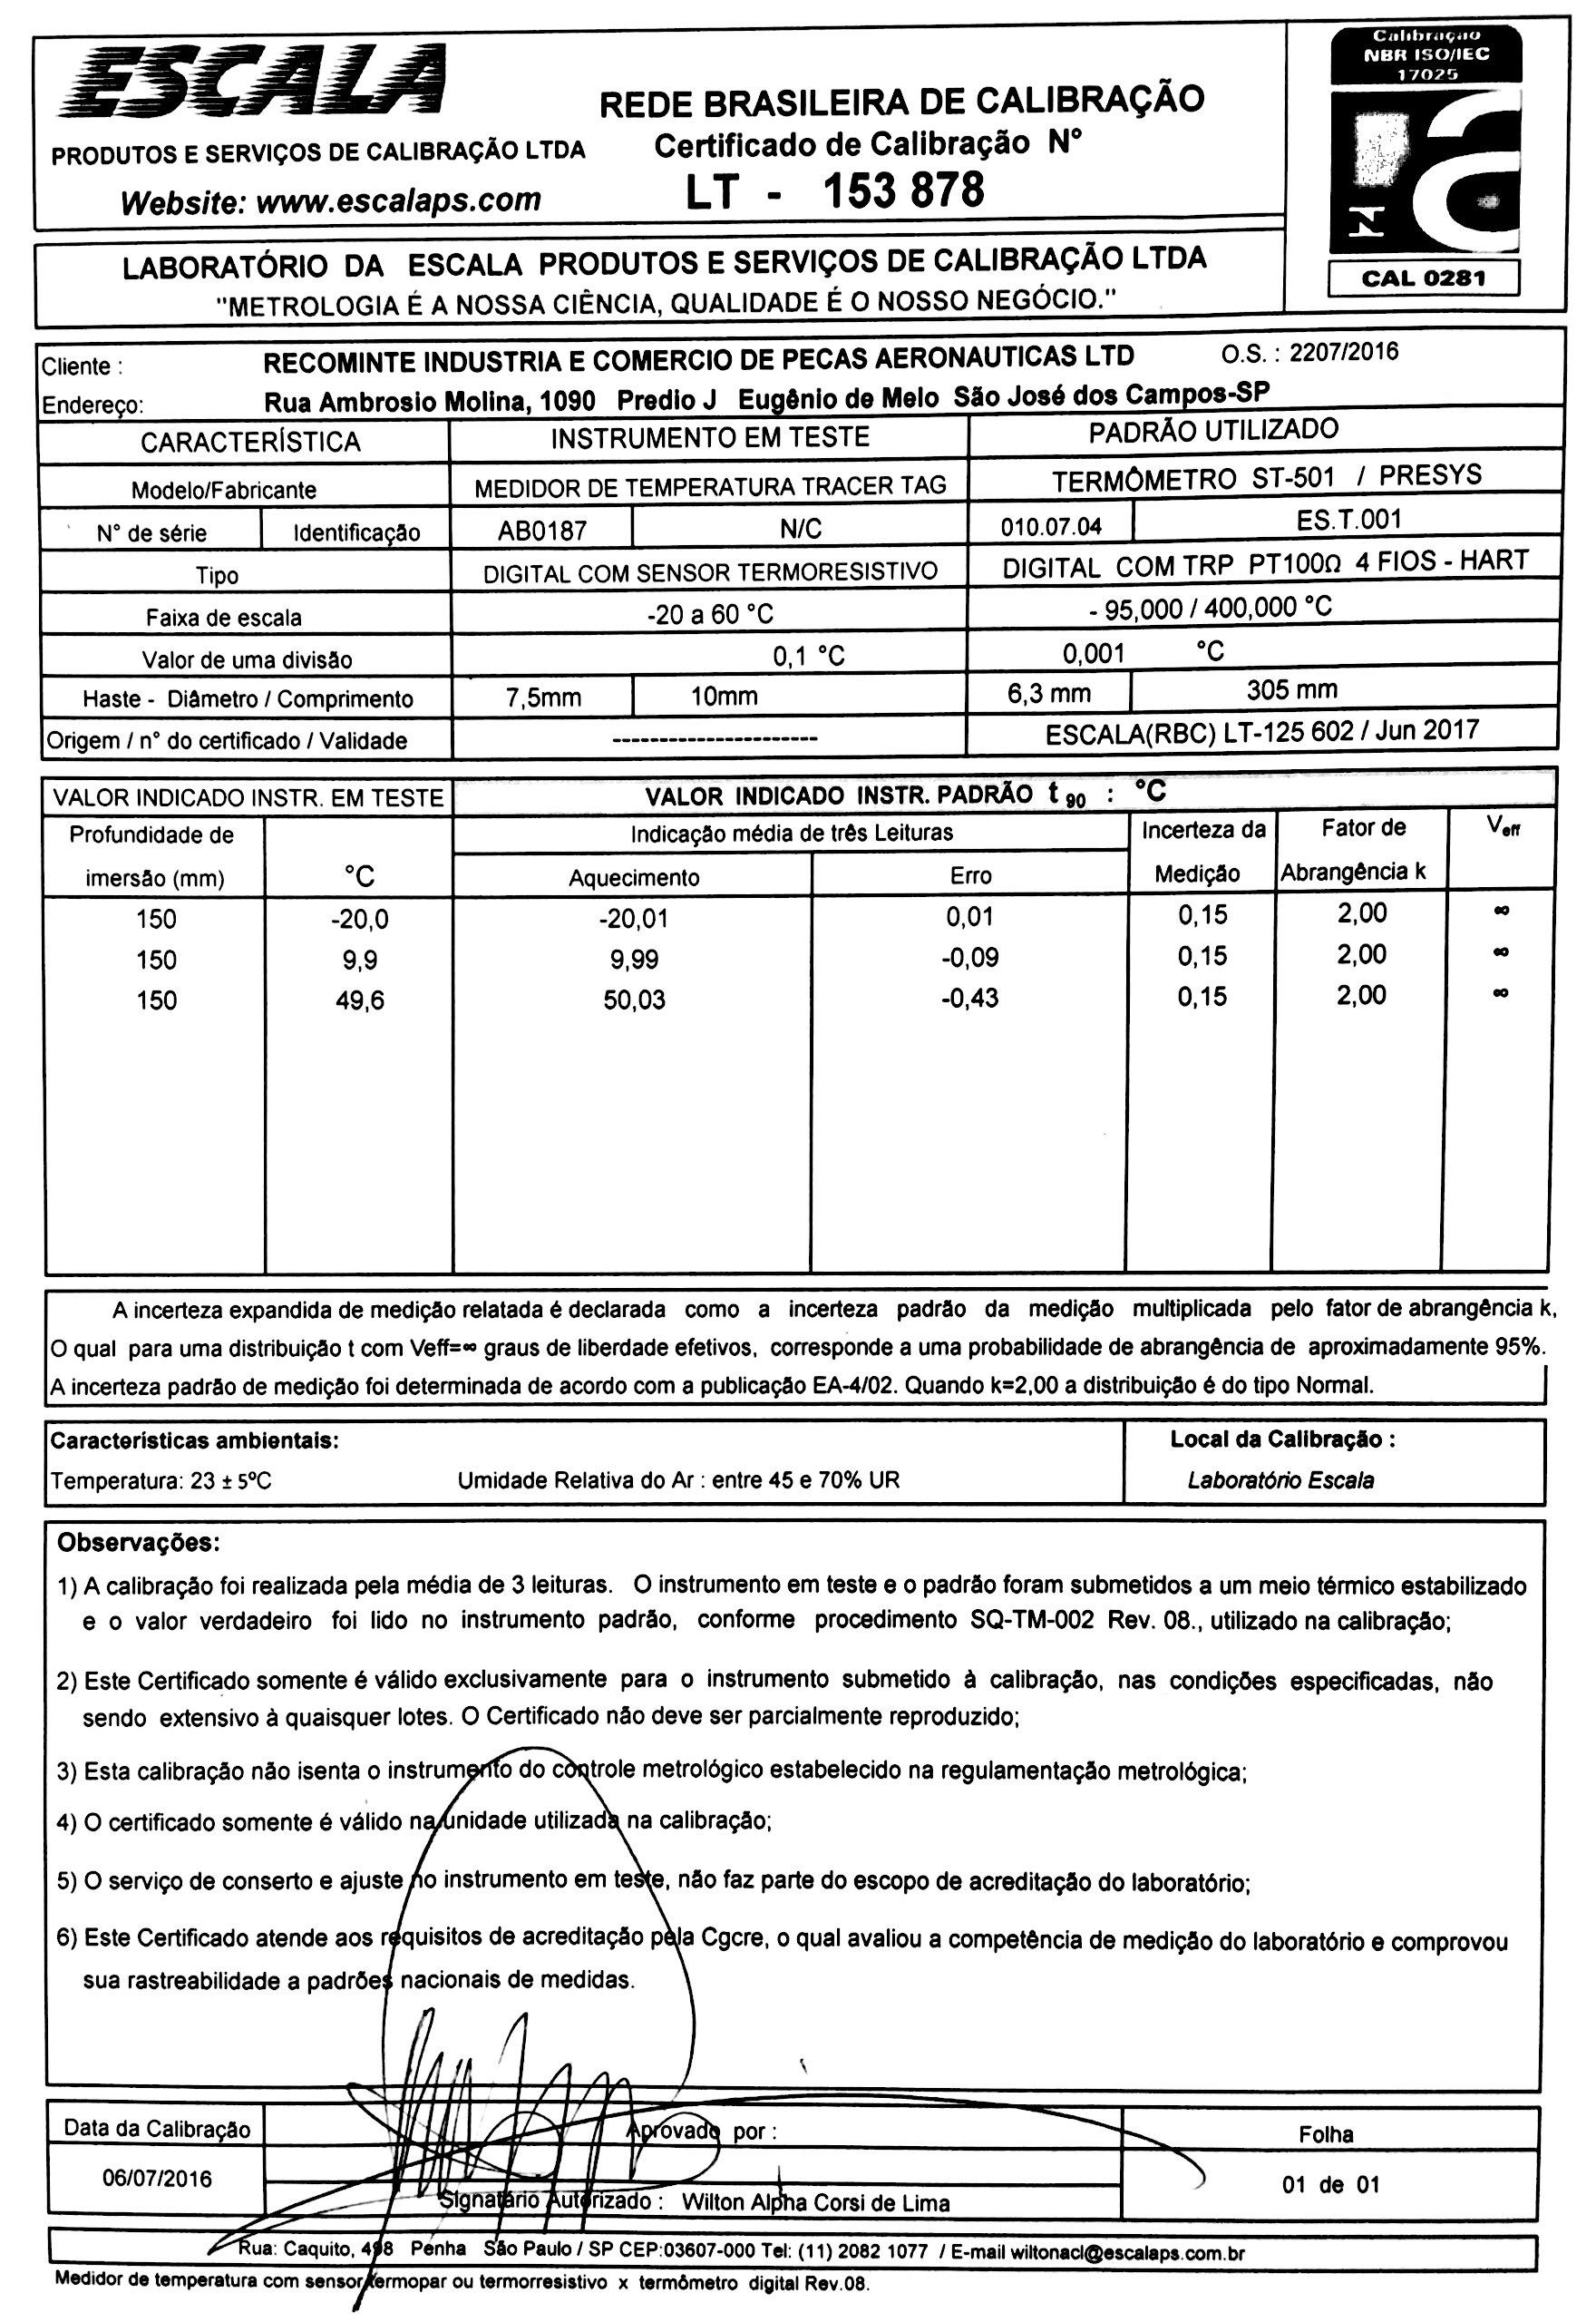 ESCALA
PRODUTOS E SERVIÇOS DE CALIBRAÇÃO LTDA
Website: www.escalaps.com
REDE BRASILEIRA DE CALIBRAÇÃO
Certificado de Calibração N°
LT - 153 878
Calibração
NBR ISO/IEC
17025
CAL 0281
LABORATÓRIO DA ESCALA PRODUTOS E SERVIÇOS DE CALIBRAÇÃO LTDA
"METROLOGIA É A NOSSA CIÊNCIA, QUALIDADE É O NOSSO NEGÓCIO."
Cliente : RECOMINTE INDUSTRIA E COMERCIO DE PECAS AERONAUTICAS LTD O.S. : 2207/2016
Endereço: Rua Ambrosio Molina, 1090 Predio J Eugênio de Melo São José dos Campos-SP
CARACTERÍSTICA INSTRUMENTO EM TESTE PADRÃO UTILIZADO
Modelo/Fabricante MEDIDOR DE TEMPERATURA TRACER TAG TERMÔMETRO ST-501 / PRESYS
N° de série Identificação AB0187 N/C 010.07.04 ES.T.001
Tipo DIGITAL COM SENSOR TERMORESISTIVO DIGITAL COM TRP PT100Ω 4 FIOS - HART
Faixa de escala -20 a 60 °C - 95,000 / 400,000 °C
Valor de uma divisão 0,1 °C 0,001 °C
Haste - Diâmetro / Comprimento 7,5mm 10mm 6,3 mm 305 mm
Origem / n° do certificado / Validade --------------------- ESCALA(RBC) LT-125 602 / Jun 2017
VALOR INDICADO INSTR. EM TESTE VALOR INDICADO INSTR. PADRÃO t 90 : °C
Profundidade de imersão (mm) °C Indicação média de três Leituras Incerteza da Medição Fator de Abrangência k Veff
Aquecimento Erro
150 -20,0 -20,01 0,01 0,15 2,00 ∞
150 9,9 9,99 -0,09 0,15 2,00 ∞
150 49,6 50,03 -0,43 0,15 2,00 ∞
A incerteza expandida de medição relatada é declarada como a incerteza padrão da medição multiplicada pelo fator de abrangência k,
O qual para uma distribuição t com Veff=∞ graus de liberdade efetivos, corresponde a uma probabilidade de abrangência de aproximadamente 95%.
A incerteza padrão de medição foi determinada de acordo com a publicação EA-4/02. Quando k=2,00 a distribuição é do tipo Normal.
Características ambientais: Local da Calibração :
Temperatura: 23 ± 5ºC Umidade Relativa do Ar : entre 45 e 70% UR Laboratório Escala
Observações:
1) A calibração foi realizada pela média de 3 leituras. O instrumento em teste e o padrão foram submetidos a um meio térmico estabilizado
e o valor verdadeiro foi lido no instrumento padrão, conforme procedimento SQ-TM-002 Rev. 08., utilizado na calibração;
2) Este Certificado somente é válido exclusivamente para o instrumento submetido à calibração, nas condições especificadas, não
sendo extensivo à quaisquer lotes. O Certificado não deve ser parcialmente reproduzido;
3) Esta calibração não isenta o instrumento do controle metrológico estabelecido na regulamentação metrológica;
4) O certificado somente é válido na unidade utilizada na calibração;
5) O serviço de conserto e ajuste no instrumento em teste, não faz parte do escopo de acreditação do laboratório;
6) Este Certificado atende aos requisitos de acreditação pela Cgcre, o qual avaliou a competência de medição do laboratório e comprovou
sua rastreabilidade a padrões nacionais de medidas.
Data da Calibração Aprovado por : Folha
06/07/2016 01 de 01
Signatário Autorizado : Wilton Alpha Corsi de Lima
Rua: Caquito, 498 Penha São Paulo / SP CEP:03607-000 Tel: (11) 2082 1077 / E-mail wiltonacl@escalaps.com.br
Medidor de temperatura com sensor termopar ou termorresistivo x termômetro digital Rev.08.